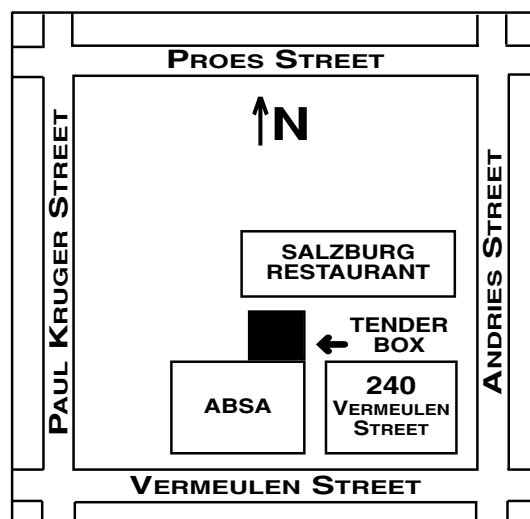 PROES STREET
N
PAUL KRUGER STREET
ANDRIES STREET
SALZBURG
RESTAURANT
TENDER
BOX
ABSA
240
VERMEULEN
STREET
VERMEULEN STREET